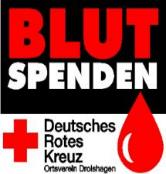 BLUT
SPENDEN
Deutsches
Rotes
Kreuz
Ortsverein Drolshagen